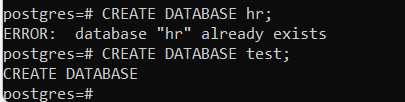 postgres=# CREATE DATABASE hr;
ERROR:  database "hr" already exists
postgres=# CREATE DATABASE test;
CREATE DATABASE
postgres=#